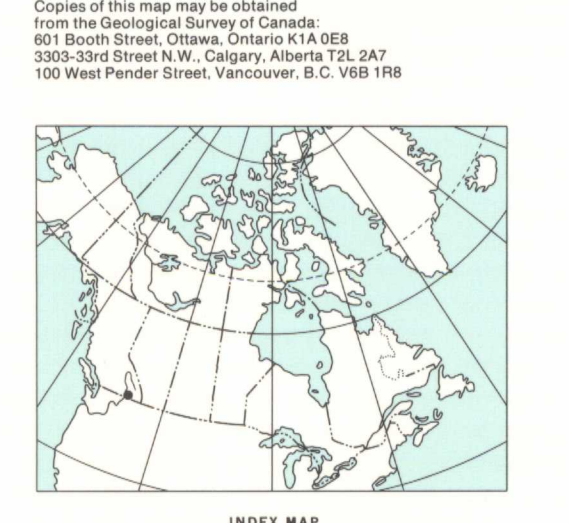 Copies of this map may be obtained
from the Geological Survey of Canada:
601 Booth Street, Ottawa, Ontario K1A 0E8
3303-33rd Street N.W., Calgary, Alberta T2L 2A7
100 West Pender Street, Vancouver, B.C. V6B 1R8
INDEX MAP